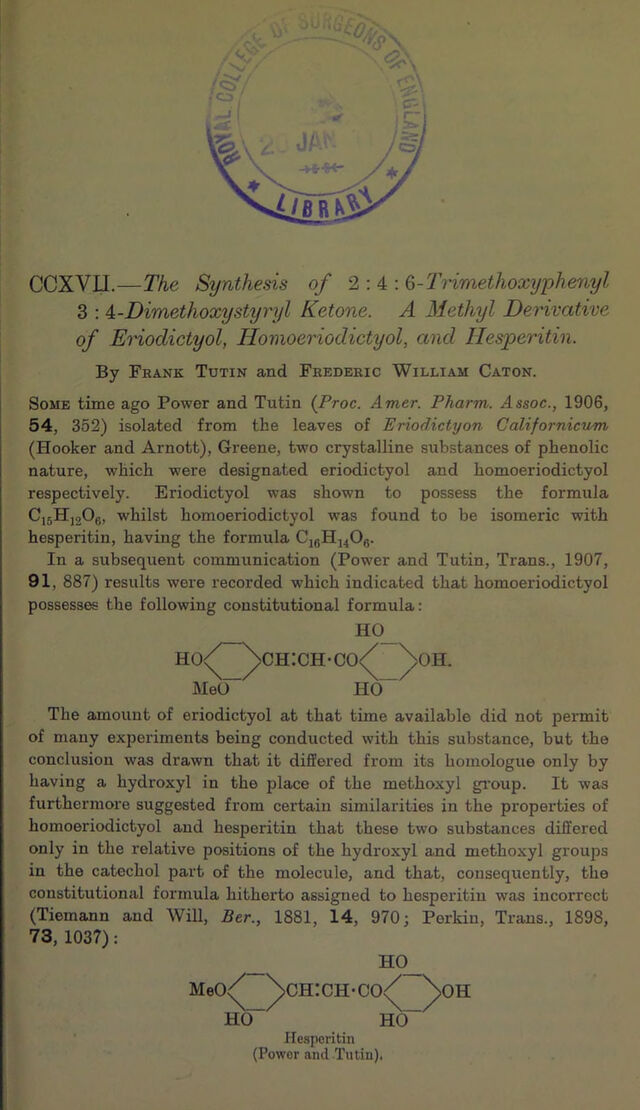 ROYAL COLLEGE OF SURGEONS OF ENGLAND
JAN
LIBRARY
CCXVII.—The Synthesis of 2 : 4 : 6-Trimethoxyphenyl
3 : 4-Dimethoxystyryl Ketone. A Methyl Derivative
of Eriodictyol, Homoeriodictyol, and Hesperitin.
By FRANK TUTIN and FREDERIC WILLIAM CATON.
SOME time ago Power and Tutin (Proc. Amer. Pharm. Assoc., 1906,
54, 352) isolated from the leaves of Eriodictyon Californicum
(Hooker and Arnott), Greene, two crystalline substances of phenolic
nature, which were designated eriodictyol and homoeriodictyol
respectively. Eriodictyol was shown to possess the formula
C₁₅H₁₂O₆, whilst homoeriodictyol was found to be isomeric with
hesperitin, having the formula C₁₆H₁₄O₆.
In a subsequent communication (Power and Tutin, Trans., 1907,
91, 887) results were recorded which indicated that homoeriodictyol
possesses the following constitutional formula:
HO
HO CH:CH·CO OH.
MeO HO
The amount of eriodictyol at that time available did not permit
of many experiments being conducted with this substance, but the
conclusion was drawn that it differed from its homologue only by
having a hydroxyl in the place of the methoxyl group. It was
furthermore suggested from certain similarities in the properties of
homoeriodictyol and hesperitin that these two substances differed
only in the relative positions of the hydroxyl and methoxyl groups
in the catechol part of the molecule, and that, consequently, the
constitutional formula hitherto assigned to hesperitin was incorrect
(Tiemann and Will, Ber., 1881, 14, 970; Perkin, Trans., 1898,
73, 1037):
HO
MeO CH:CH·CO OH
HO HO
Hesperitin
(Power and Tutin).